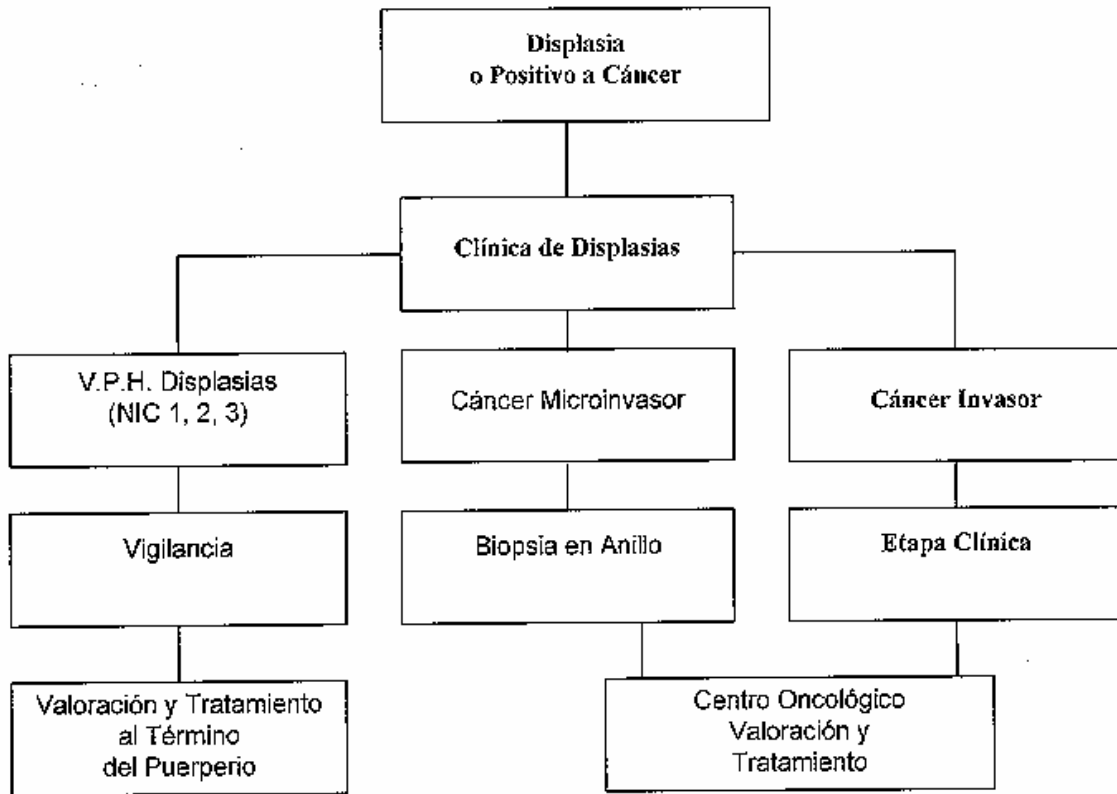 Displasia
o Positivo a Cáncer
Clínica de Displasias
V.P.H. Displasias
(NIC 1, 2, 3)
Cáncer Microinvasor
Cáncer Invasor
Vigilancia
Biopsia en Anillo
Etapa Clínica
Valoración y Tratamiento
al Término
del Puerperio
Centro Oncológico
Valoración y
Tratamiento